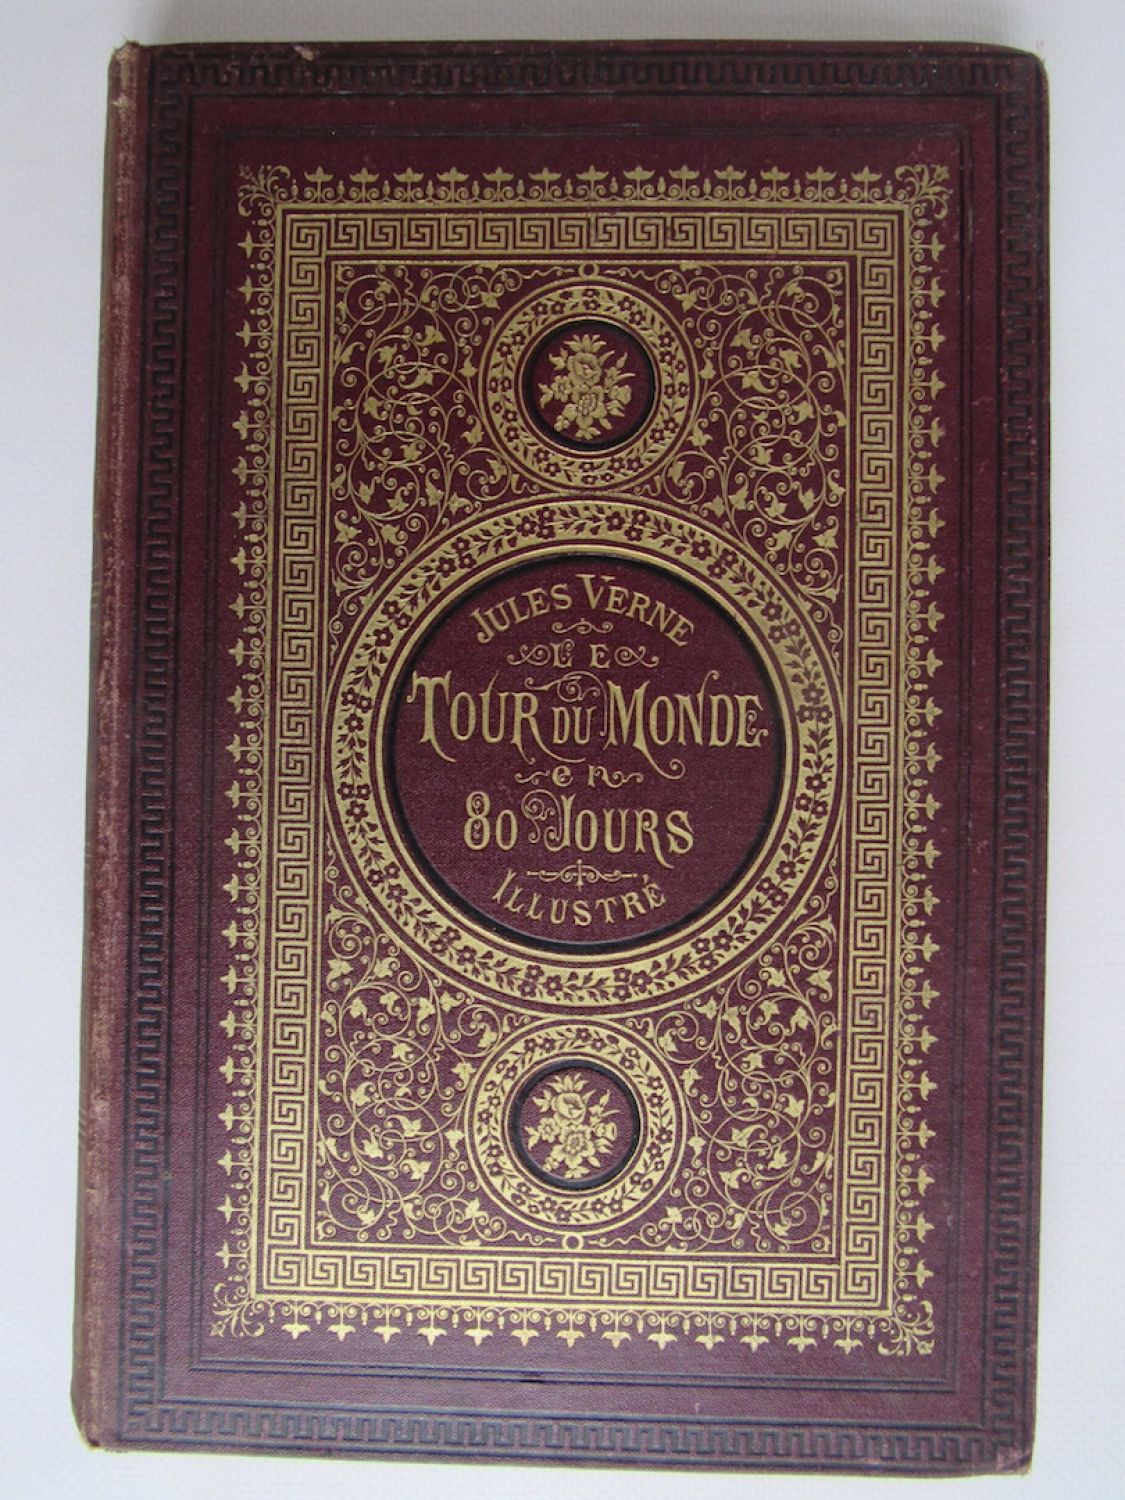 JULES VERNE
LE
TOUR DU MONDE
en
80 JOURS
ILLUSTRÉ